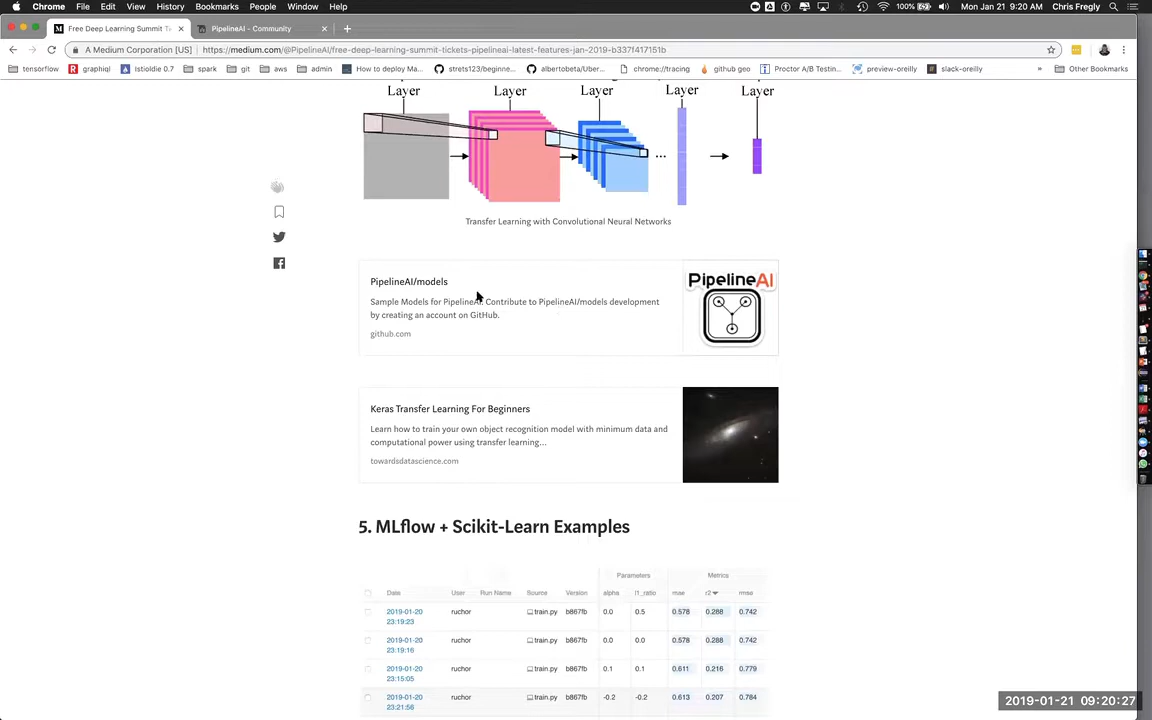 Chrome File Edit View History Bookmarks People Window Help 100% Mon Jan 21 9:20 AM Chris Fregly
Free Deep Learning Summit Ti PipelineAI - Community
A Medium Corporation [US] https://medium.com/@PipelineAI/free-deep-learning-summit-tickets-pipelineai-latest-features-jan-2019-b337f417151b
tensorflow graphiql istioldie 0.7 spark git aws admin How to deploy Ma... strets123/beginne... albertobeta/Uber... chrome://tracing github geo Proctor A/B Testin... preview-oreilly slack-oreilly » Other Bookmarks
Layer Layer Layer Layer Layer
...
Transfer Learning with Convolutional Neural Networks
PipelineAI/models
Sample Models for PipelineAI. Contribute to PipelineAI/models development
by creating an account on GitHub.
github.com
PipelineAI
Keras Transfer Learning For Beginners
Learn how to train your own object recognition model with minimum data and
computational power using transfer learning...
towardsdatascience.com
5. MLflow + Scikit-Learn Examples
Parameters Metrics
Date User Run Name Source Version alpha l1_ratio mae r2 rmse
2019-01-20 23:19:23 ruchor train.py b867fb 0.0 0.5 0.578 0.288 0.742
2019-01-20 23:19:16 ruchor train.py b867fb 0.0 0.0 0.578 0.288 0.742
2019-01-20 23:15:05 ruchor train.py b867fb 0.1 0.1 0.611 0.216 0.779
2019-01-20 23:21:56 ruchor train.py b867fb -0.2 -0.2 0.613 0.207 0.784
2019-01-21 09:20:27